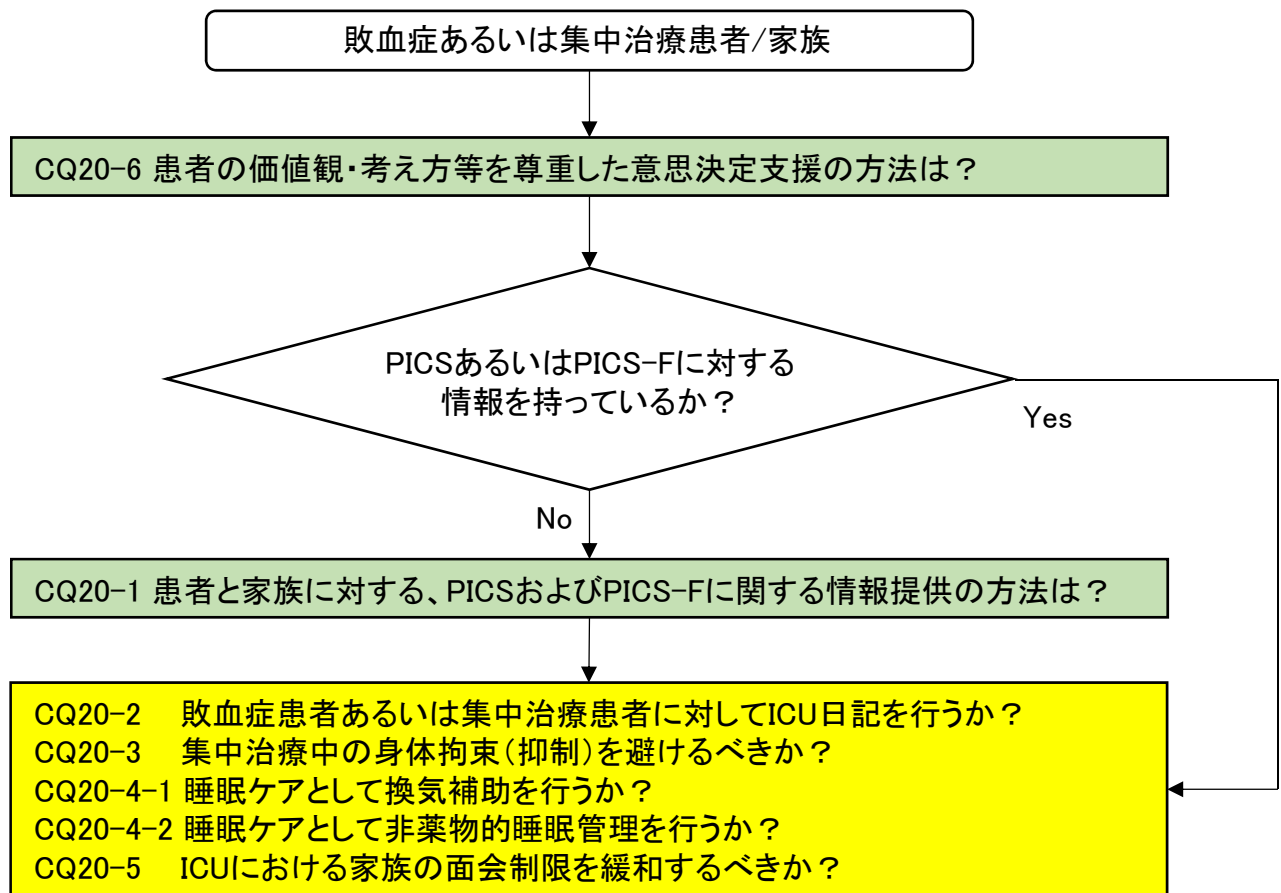 敗血症あるいは集中治療患者/家族
CQ20-6 患者の価値観・考え方等を尊重した意思決定支援の方法は？
PICSあるいはPICS-Fに対する
情報を持っているか？
Yes
No
CQ20-1 患者と家族に対する、PICSおよびPICS-Fに関する情報提供の方法は？
CQ20-2 敗血症患者あるいは集中治療患者に対してICU日記を行うか？
CQ20-3 集中治療中の身体拘束（抑制）を避けるべきか？
CQ20-4-1 睡眠ケアとして換気補助を行うか？
CQ20-4-2 睡眠ケアとして非薬物的睡眠管理を行うか？
CQ20-5 ICUにおける家族の面会制限を緩和するべきか？